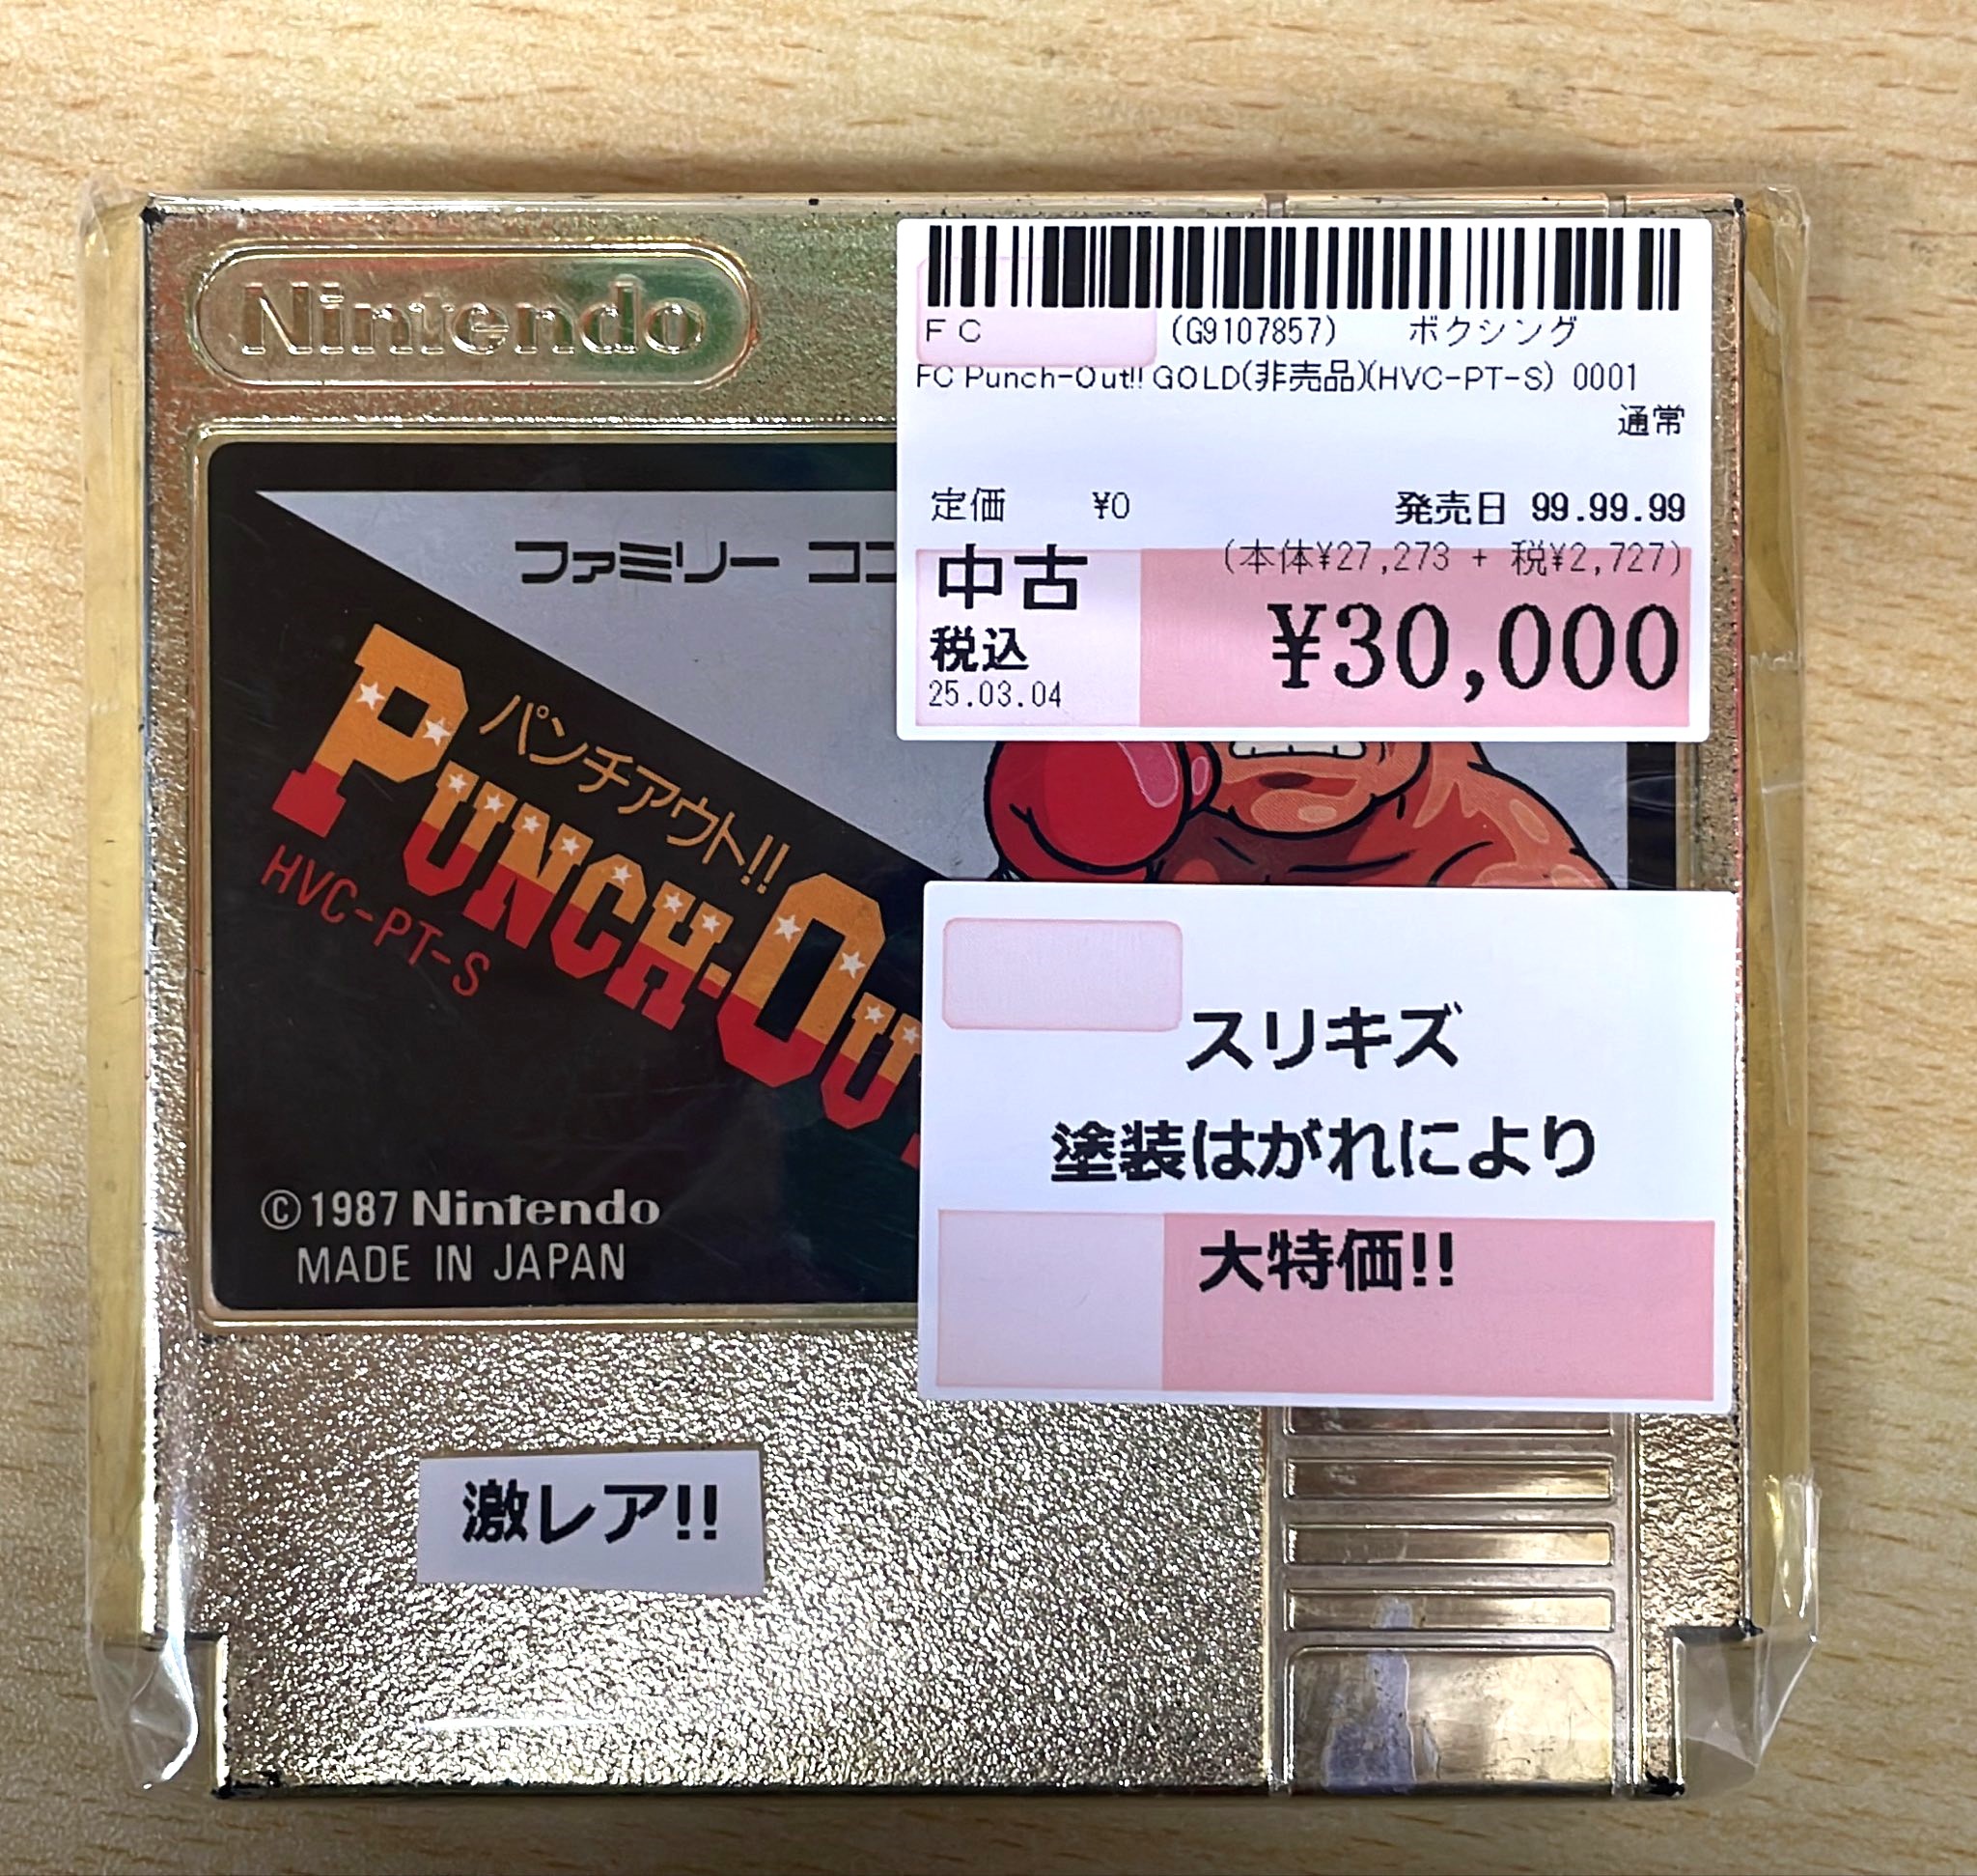 Nintendo
FC (G9107857) ボクシング
FC Punch-Out!! GOLD(非売品)(HVC-PT-S) 0001
通常
定価 ¥0 発売日 99.99.99
(本体¥27,273 + 税¥2,727)
中古
税込
¥30,000
25.03.04
ファミリー コン
パンチアウト!!
PUNCH-OU
HVC-PT-S
©1987 Nintendo
MADE IN JAPAN
スリキズ
塗装はがれにより
大特価!!
激レア!!